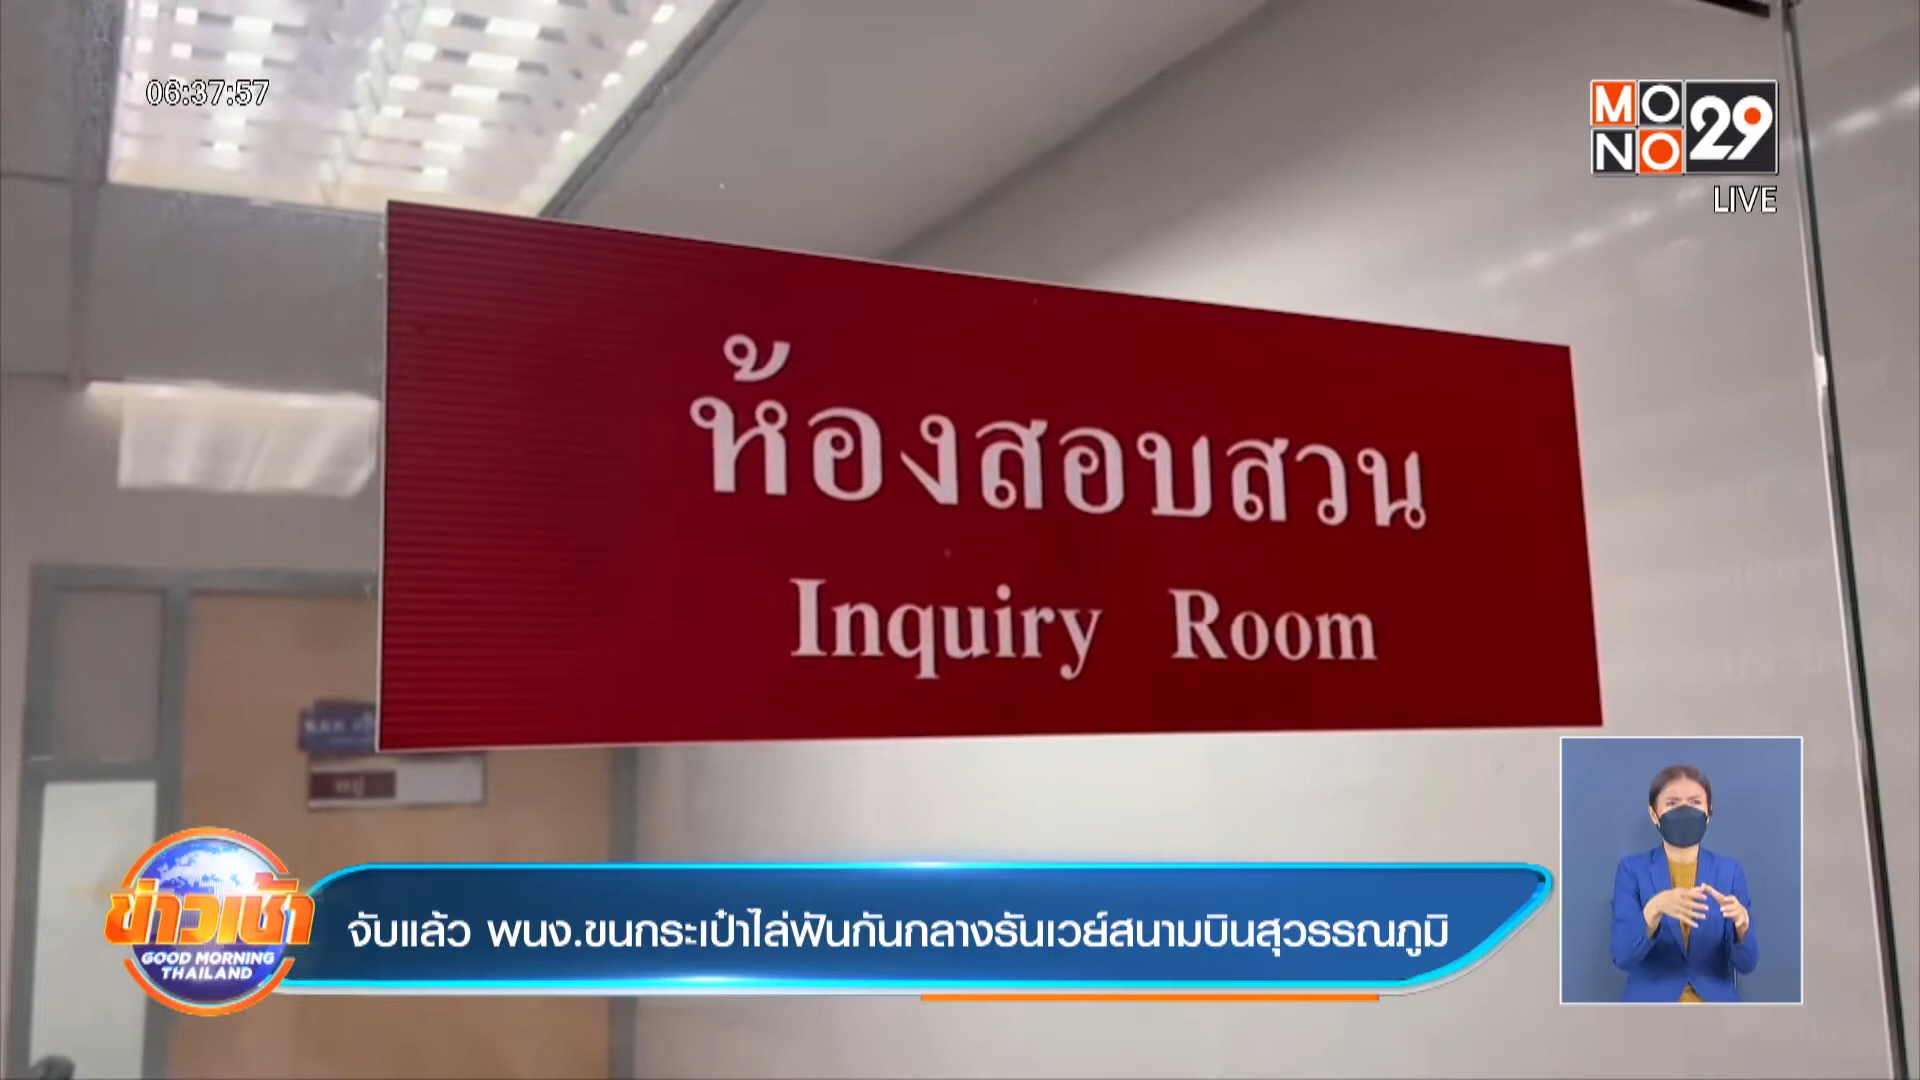 06:37:57
MONO 29
LIVE
ห้องสอบสวน
Inquiry Room
ข่าวเช้า
GOOD MORNING
THAILAND
จับแล้ว พนง.ขนกระเป๋าไล่ฟันกันกลางรันเวย์สนามบินสุวรรณภูมิ